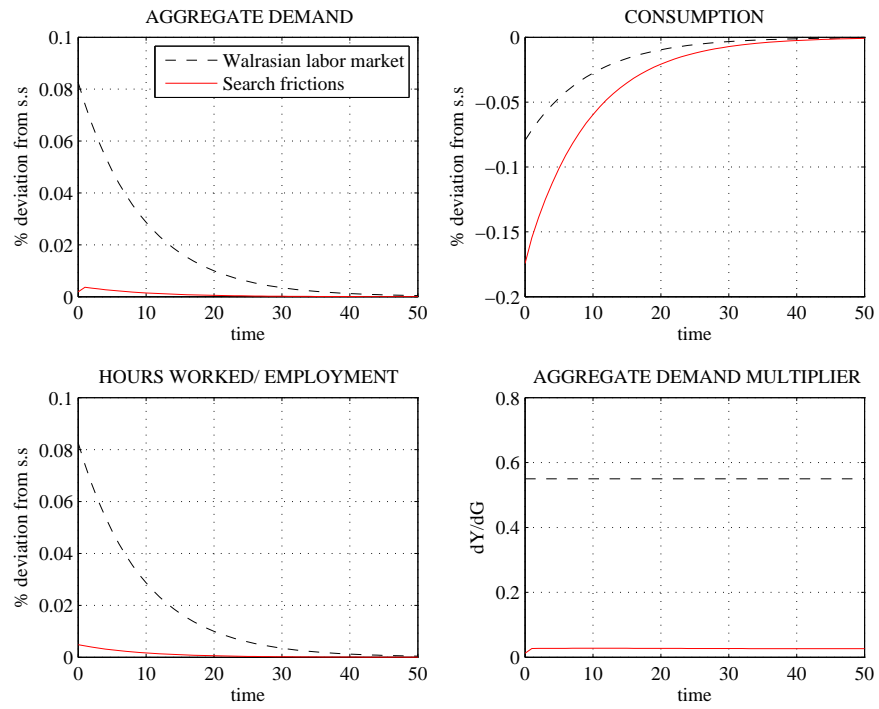 AGGREGATE DEMAND
% deviation from s.s
0.1
0.08
0.06
0.04
0.02
0
Walrasian labor market
Search frictions
0 10 20 30 40 50
time
CONSUMPTION
% deviation from s.s
0
−0.05
−0.1
−0.15
−0.2
0 10 20 30 40 50
time
HOURS WORKED/ EMPLOYMENT
% deviation from s.s
0.1
0.08
0.06
0.04
0.02
0
0 10 20 30 40 50
time
AGGREGATE DEMAND MULTIPLIER
dY/dG
0.8
0.6
0.4
0.2
0
0 10 20 30 40 50
time